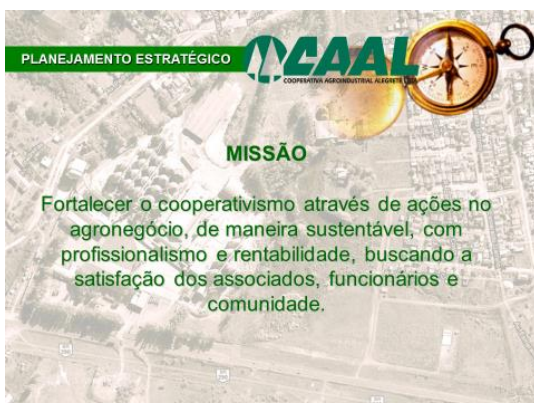 PLANEJAMENTO ESTRATÉGICO
CAAL
COOPERATIVA AGROINDUSTRIAL ALEGRETE LTDA
MISSÃO
Fortalecer o cooperativismo através de ações no
agronegócio, de maneira sustentável, com
profissionalismo e rentabilidade, buscando a
satisfação dos associados, funcionários e
comunidade.